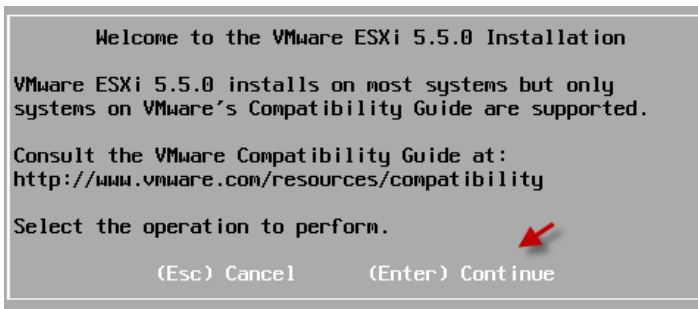 Welcome to the VMware ESXi 5.5.0 Installation
VMware ESXi 5.5.0 installs on most systems but only
systems on VMware's Compatibility Guide are supported.
Consult the VMware Compatibility Guide at:
http://www.vmware.com/resources/compatibility
Select the operation to perform.
(Esc) Cancel (Enter) Continue